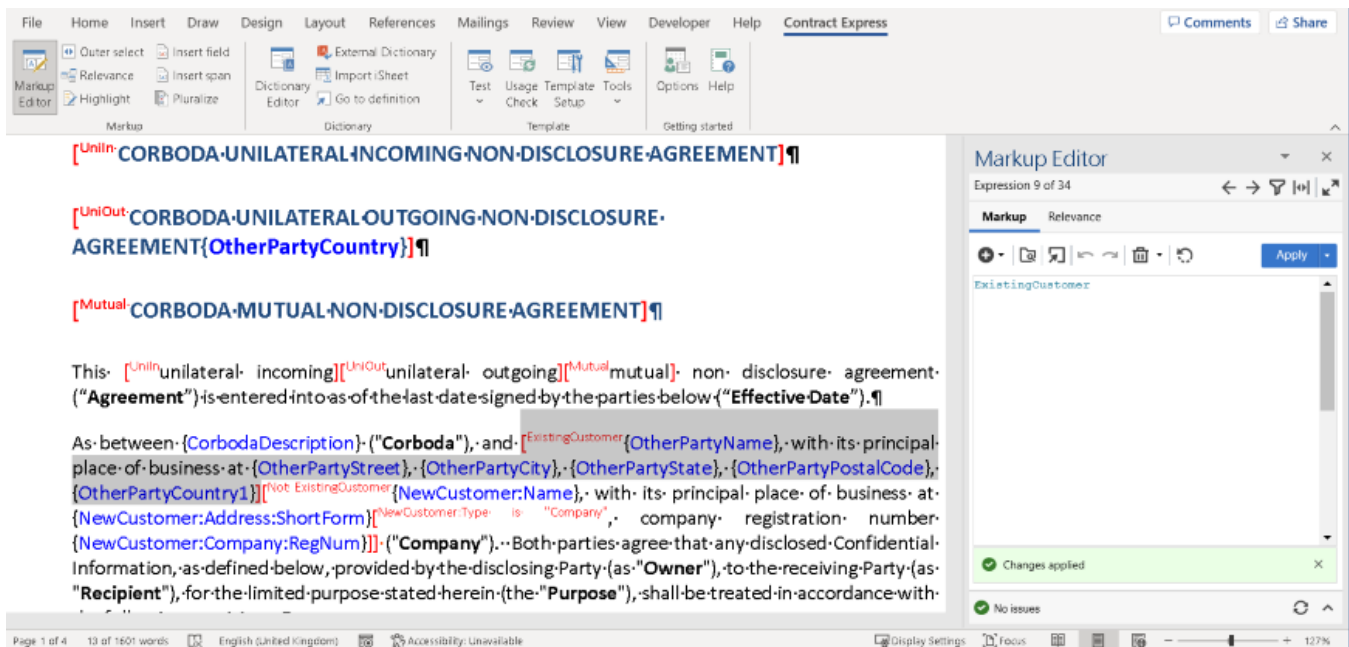 File Home Insert Draw Design Layout References Mailings Review View Developer Help Contract Express Comments Share
Markup Editor
Outer select
Relevance
Highlight
Insert field
Insert span
Pluralize
Markup
Dictionary Editor
External Dictionary
Import iSheet
Go to definition
Dictionary
Test
Usage Check
Template Setup
Tools
Template
Options
Help
Getting started
[UniIn·CORBODA·UNILATERAL·INCOMING·NON·DISCLOSURE·AGREEMENT]¶
[UniOut·CORBODA·UNILATERAL·OUTGOING·NON·DISCLOSURE·
AGREEMENT{OtherPartyCountry}]¶
[Mutual·CORBODA·MUTUAL·NON·DISCLOSURE·AGREEMENT]¶
This· [UniInunilateral· incoming][UniOutunilateral· outgoing][Mutualmutual]· non· disclosure· agreement·
("Agreement")·is·entered·into·as·of·the·last·date·signed·by·the·parties·below·("Effective·Date").¶
As·between·{CorbodaDescription}·("Corboda"),·and·[ExistingCustomer{OtherPartyName},·with·its·principal·
place·of·business·at·{OtherPartyStreet},·{OtherPartyCity},·{OtherPartyState},·{OtherPartyPostalCode},·
{OtherPartyCountry1}][Not ExistingCustomer{NewCustomer:Name},· with· its· principal· place· of· business· at·
{NewCustomer:Address:ShortForm}[NewCustomer:Type· is· "Company",· company· registration· number·
{NewCustomer:Company:RegNum}]]·("Company").··Both·parties·agree·that·any·disclosed·Confidential·
Information,·as·defined·below,·provided·by·the·disclosing·Party·(as·"Owner"),·to·the·receiving·Party·(as·
"Recipient"),·for·the·limited·purpose·stated·herein·(the·"Purpose"),·shall·be·treated·in·accordance·with·
Markup Editor
Expression 9 of 34
Markup Relevance
Apply
ExistingCustomer
Changes applied
No issues
Page 1 of 4 13 of 1601 words English (United Kingdom) Accessibility: Unavailable Display Settings Focus 127%